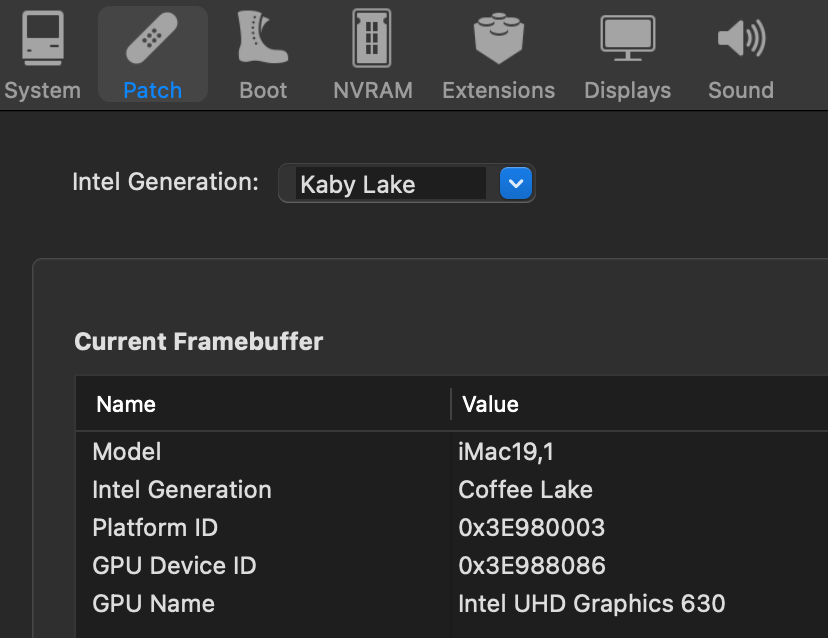 System Patch Boot NVRAM Extensions Displays Sound
Intel Generation: Kaby Lake
Current Framebuffer
Name Value
Model iMac19,1
Intel Generation Coffee Lake
Platform ID 0x3E980003
GPU Device ID 0x3E988086
GPU Name Intel UHD Graphics 630